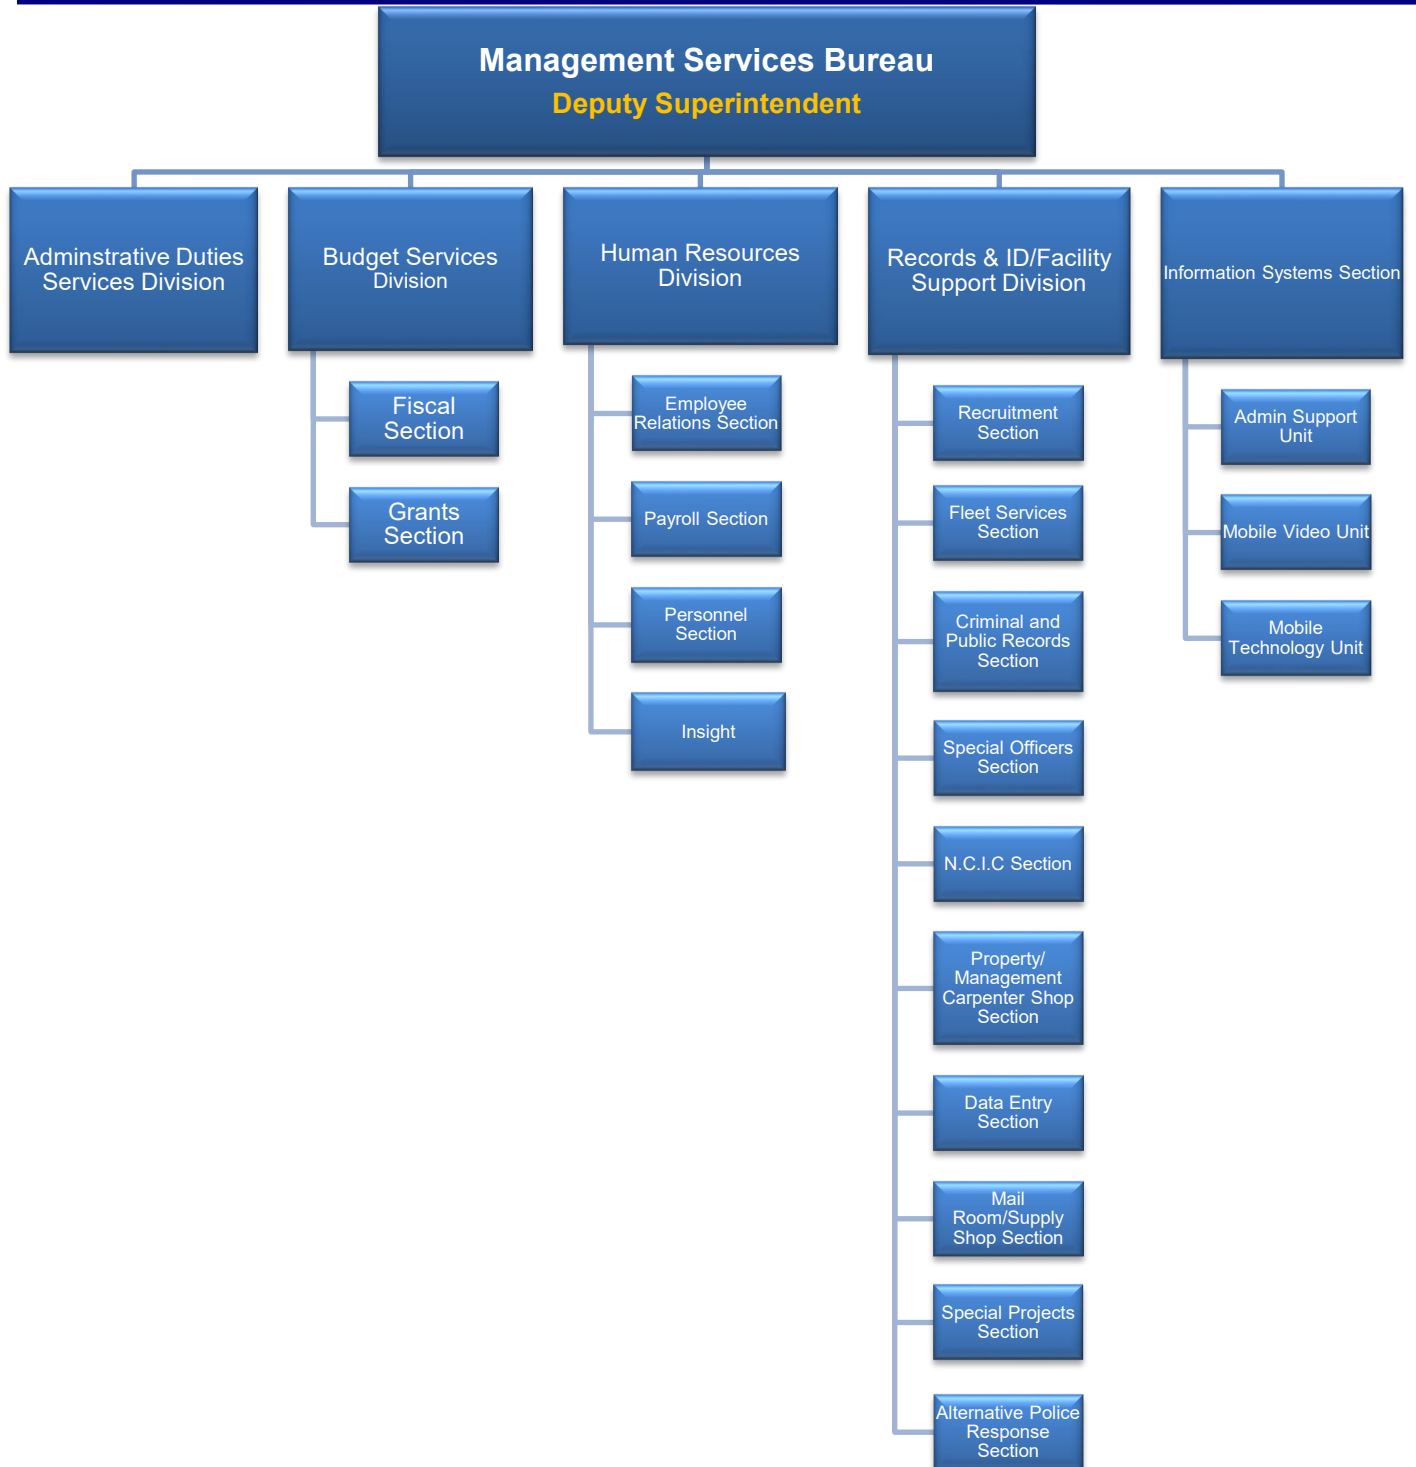 Management Services Bureau
Deputy Superintendent
Adminstrative Duties
Services Division
Budget Services
Division
Fiscal
Section
Grants
Section
Human Resources
Division
Employee
Relations Section
Payroll Section
Personnel
Section
Insight
Records & ID/Facility
Support Division
Recruitment
Section
Fleet Services
Section
Criminal and
Public Records
Section
Special Officers
Section
N.C.I.C Section
Property/
Management
Carpenter Shop
Section
Data Entry
Section
Mail
Room/Supply
Shop Section
Special Projects
Section
Alternative Police
Response
Section
Information Systems Section
Admin Support
Unit
Mobile Video Unit
Mobile
Technology Unit